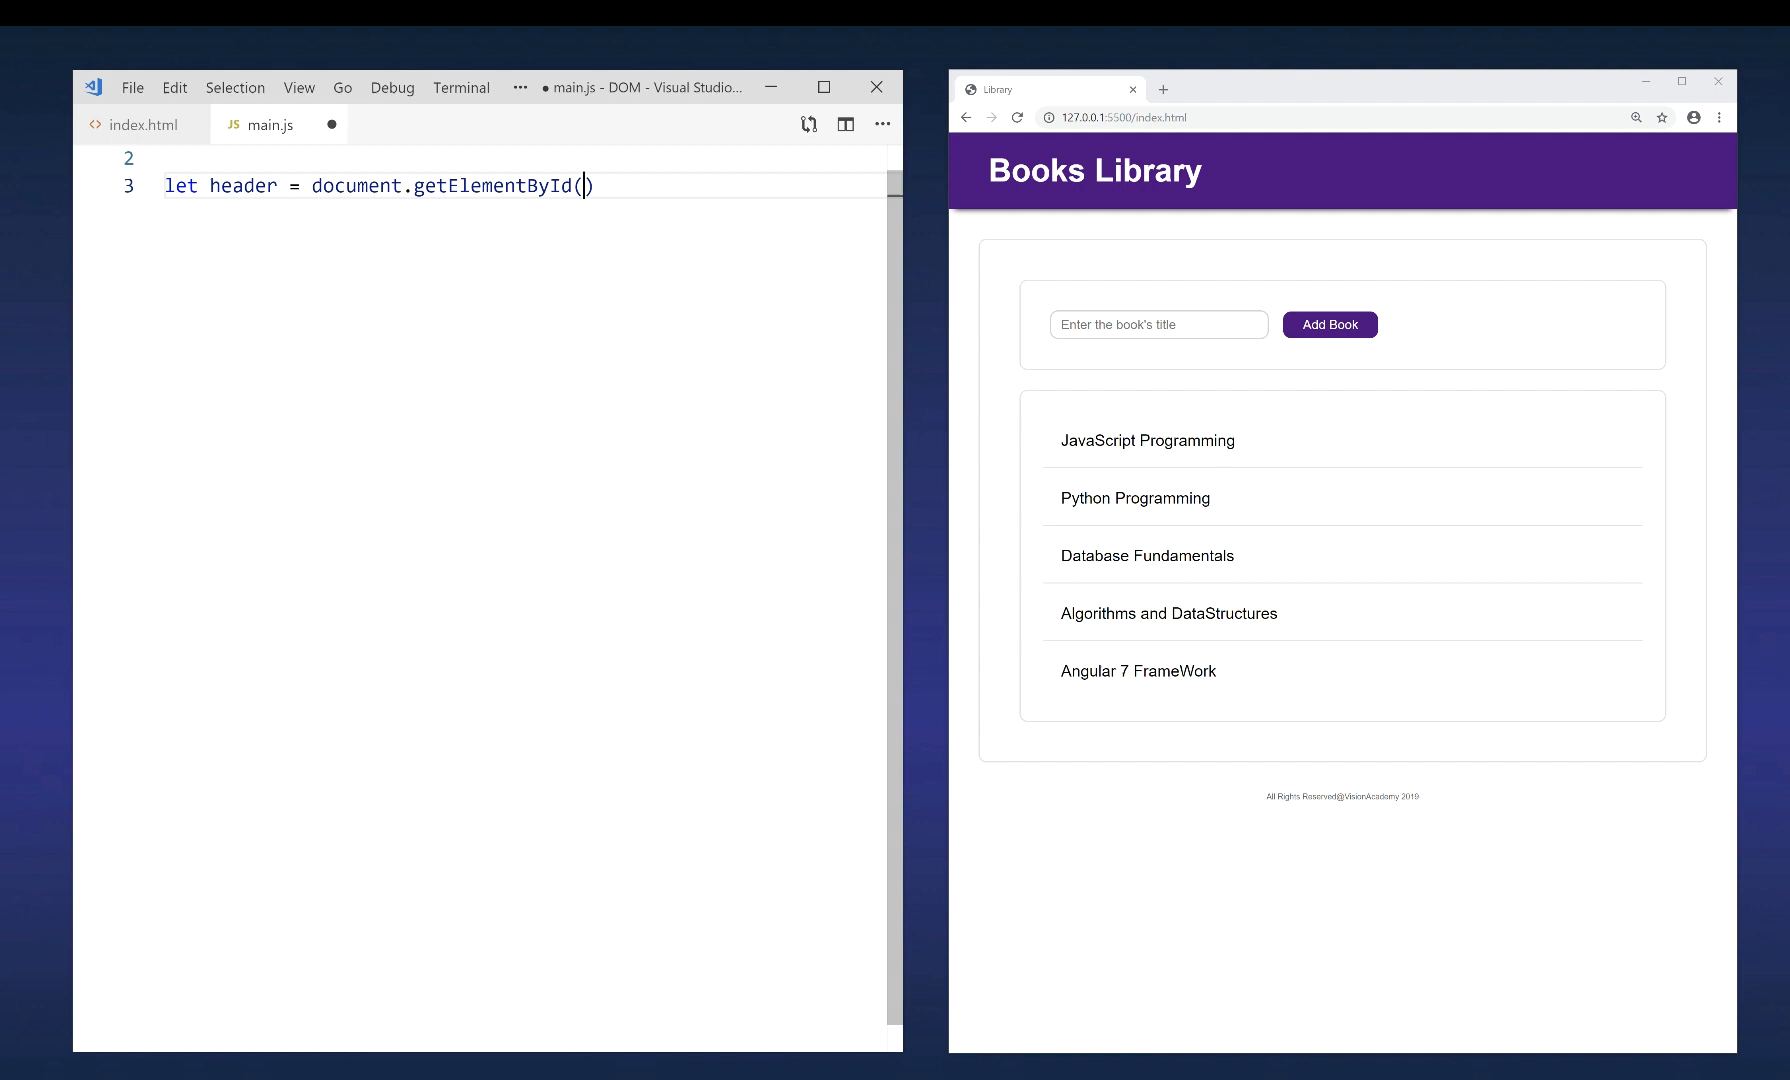 File Edit Selection View Go Debug Terminal ··· ● main.js - DOM - Visual Studio...
<> index.html JS main.js ●
2
3 let header = document.getElementById()
Library
127.0.0.1:5500/index.html
Books Library
Enter the book's title Add Book
JavaScript Programming
Python Programming
Database Fundamentals
Algorithms and DataStructures
Angular 7 FrameWork
All Rights Reserved@VisionAcademy 2019